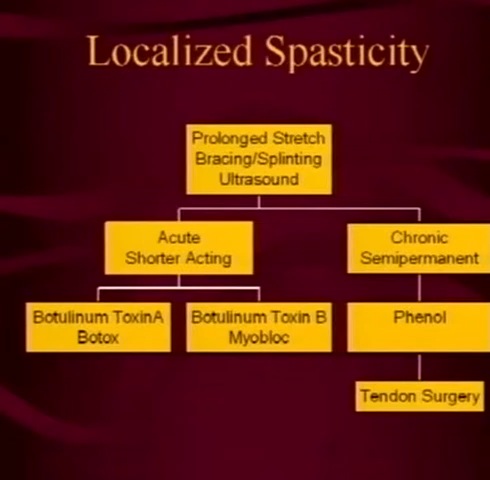 Localized Spasticity
Prolonged Stretch
Bracing/Splinting
Ultrasound
Acute
Shorter Acting
Chronic
Semipermanent
Botulinum ToxinA
Botox
Botulinum Toxin B
Myobloc
Phenol
Tendon Surgery